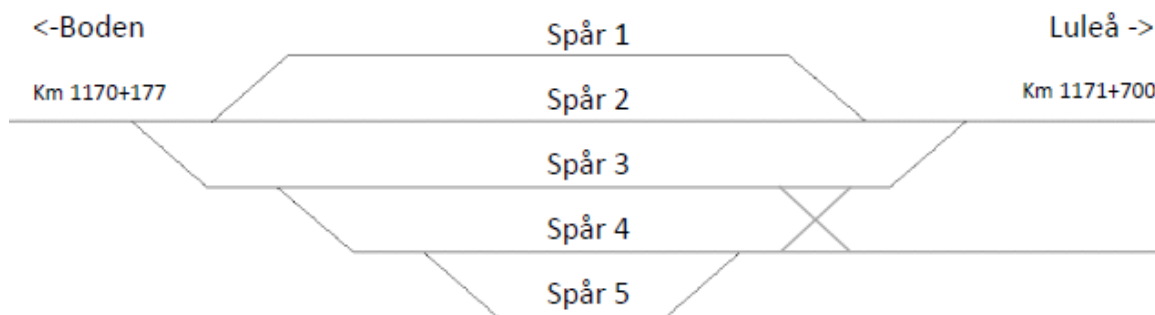 <-Boden
Spår 1
Luleå ->
Km 1170+177
Spår 2
Km 1171+700
Spår 3
Spår 4
Spår 5